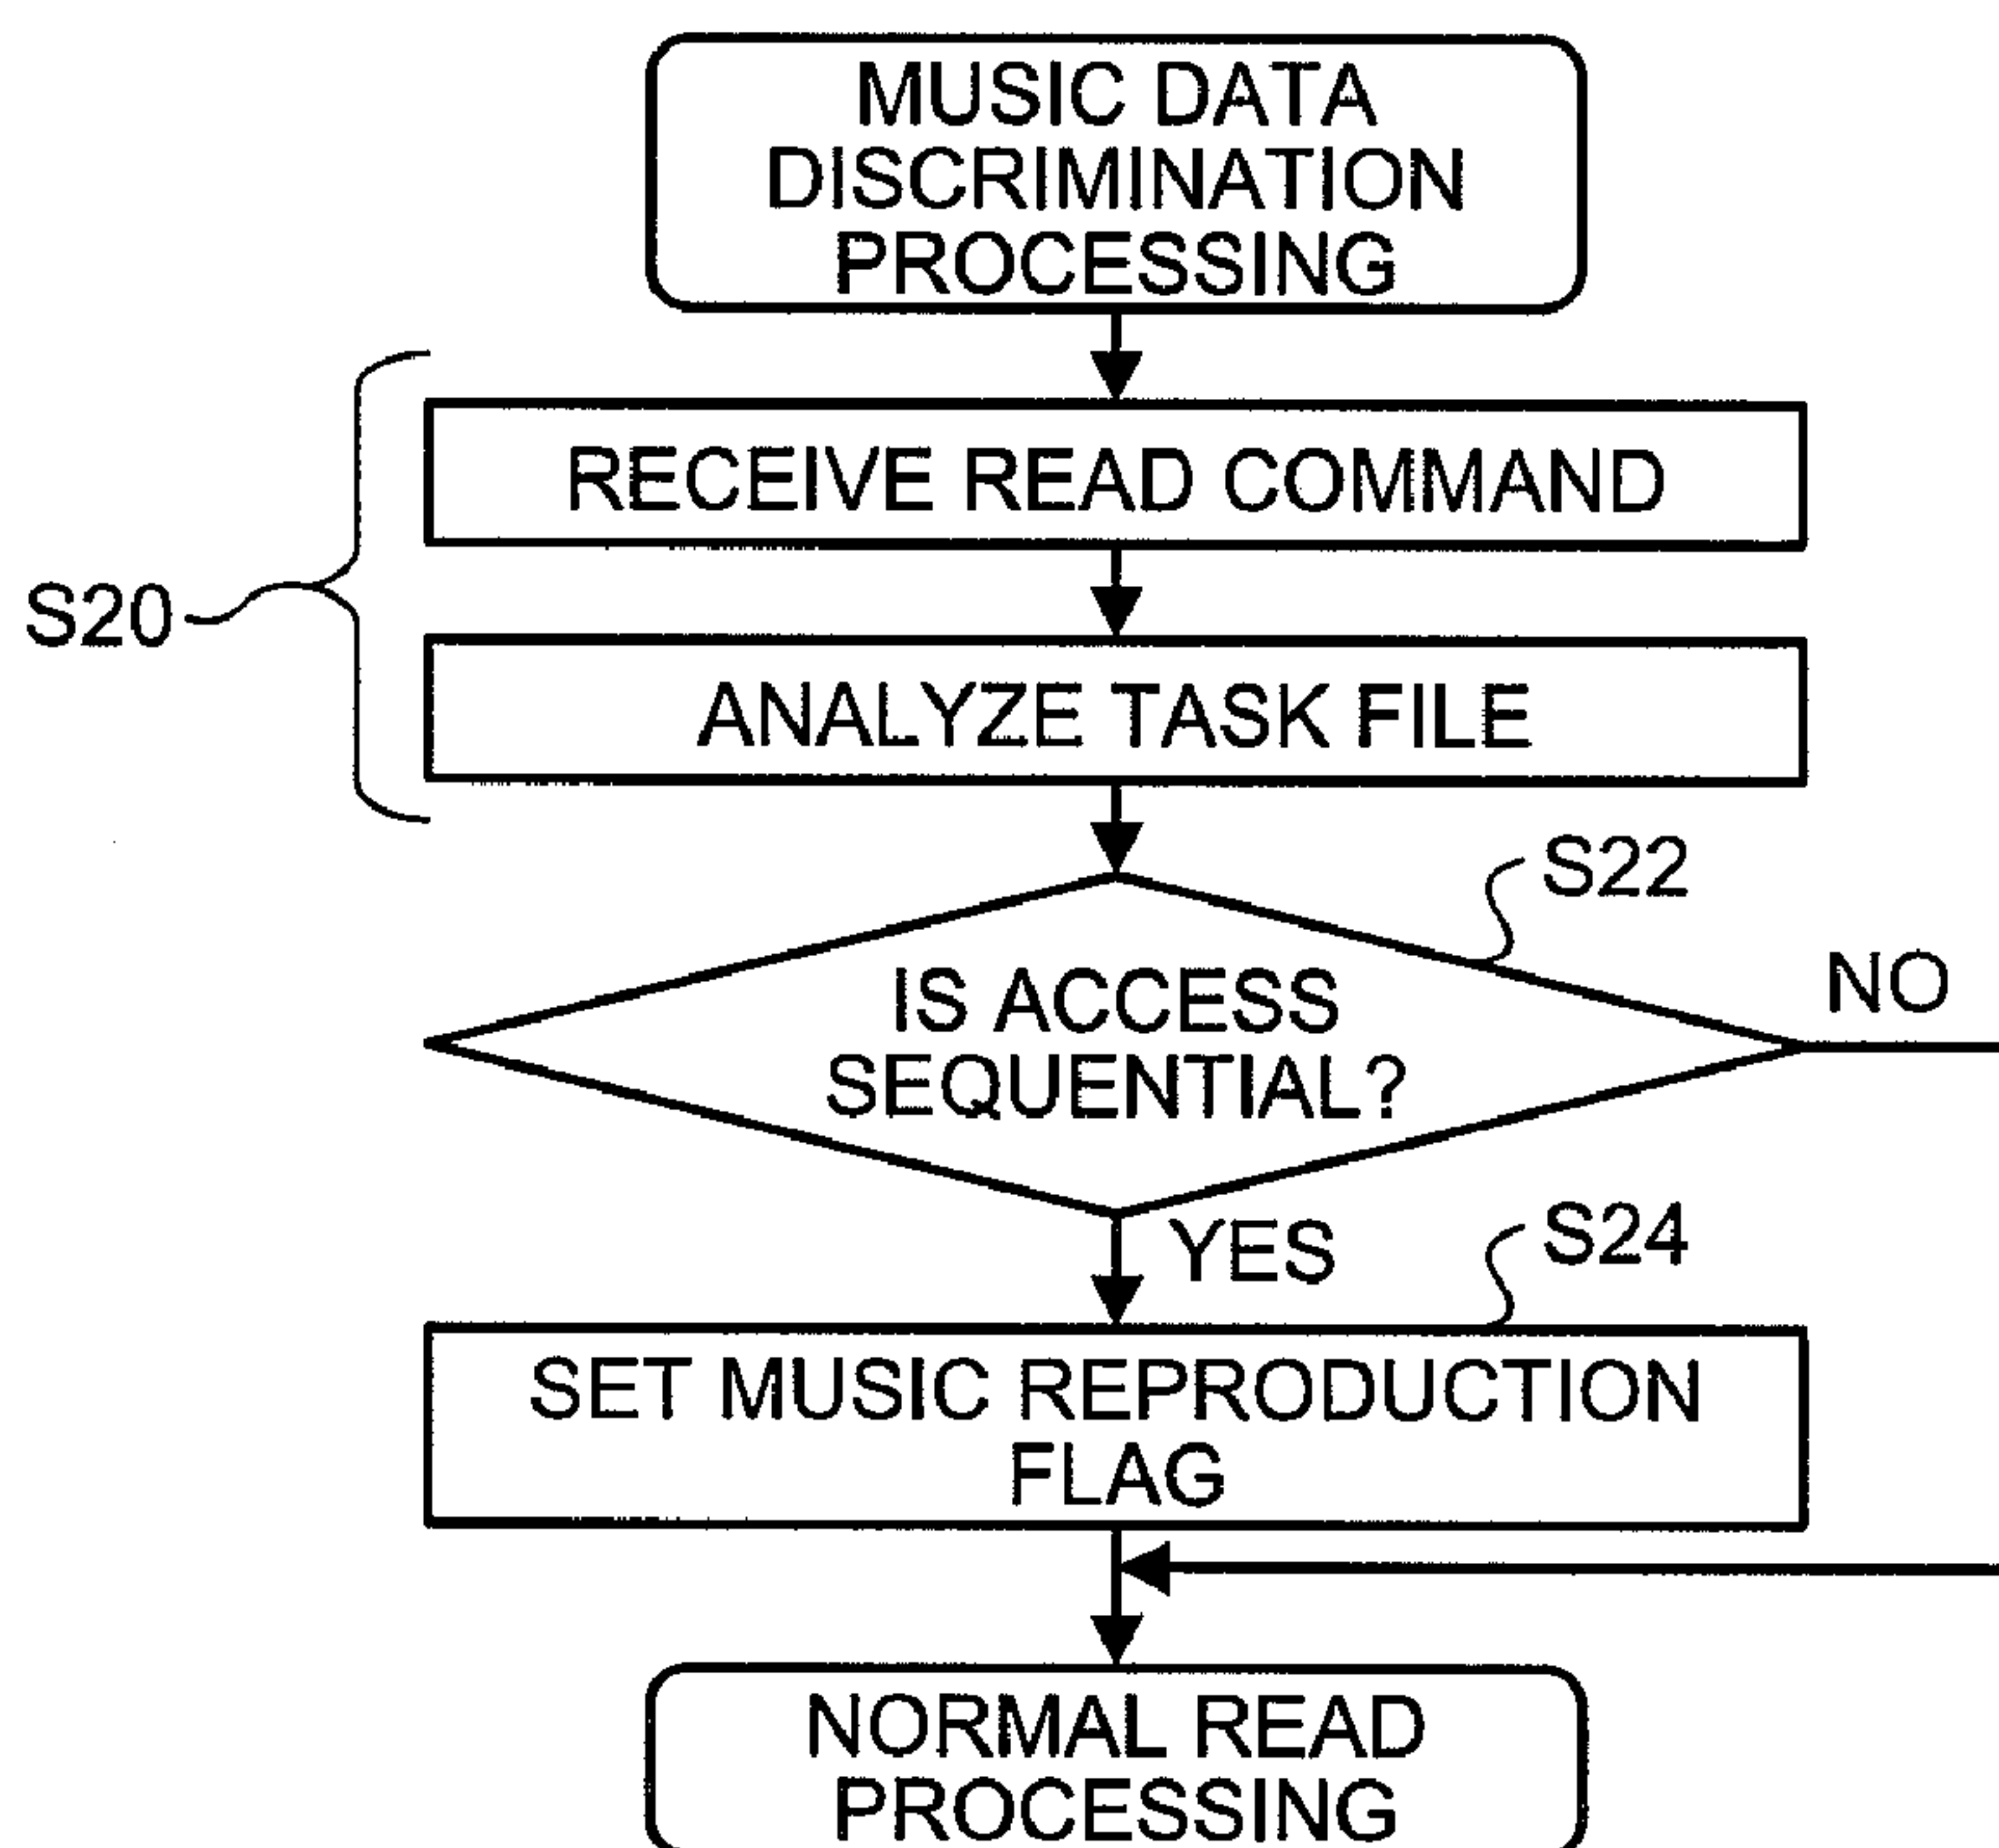 MUSIC DATA
DISCRIMINATION
PROCESSING
RECEIVE READ COMMAND
S20
ANALYZE TASK FILE
S22
NO
IS ACCESS
SEQUENTIAL?
YES
S24
SET MUSIC REPRODUCTION
FLAG
NORMAL READ
PROCESSING